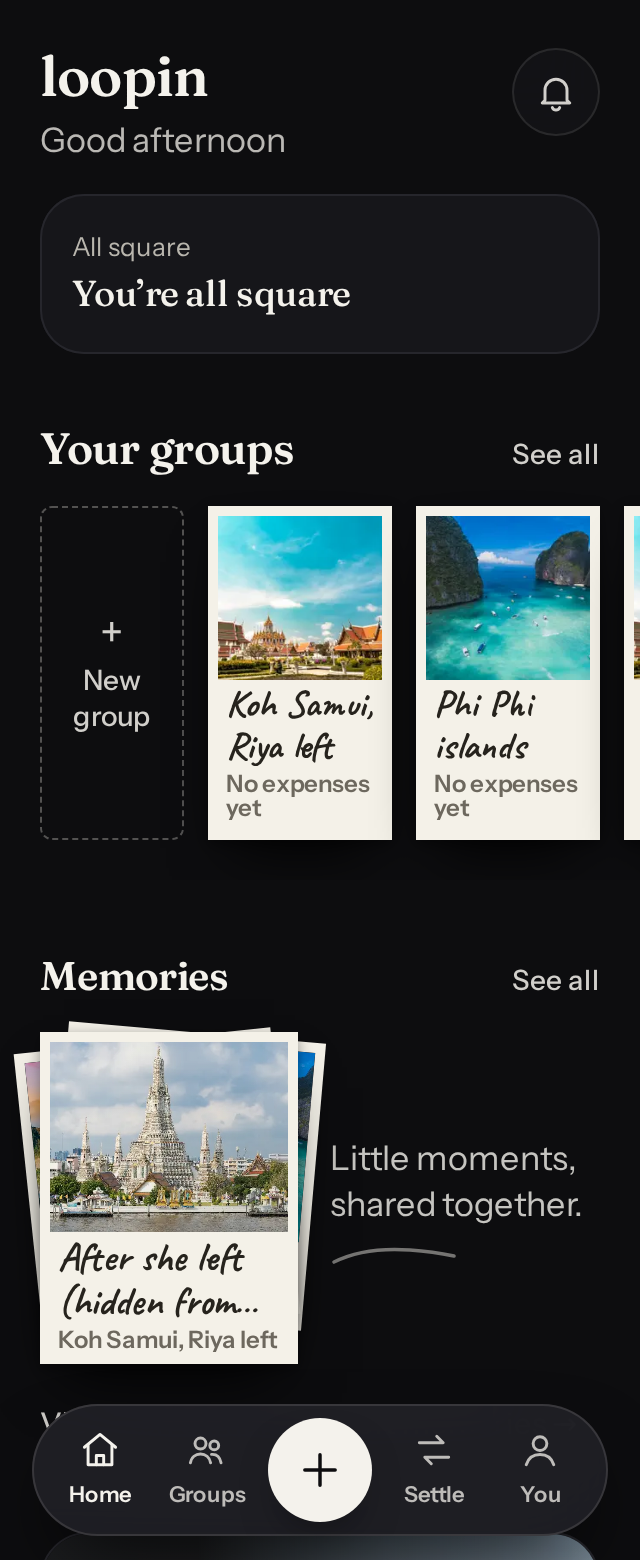 loopin
Good afternoon
All square
You’re all square
Your groups
See all
+
New
group
Koh Samui,
Riya left
No expenses
yet
Phi Phi
islands
No expenses
yet
Memories
See all
Little moments,
shared together.
After she left
(hidden from...
Koh Samui, Riya left
Home
Groups
Settle
You